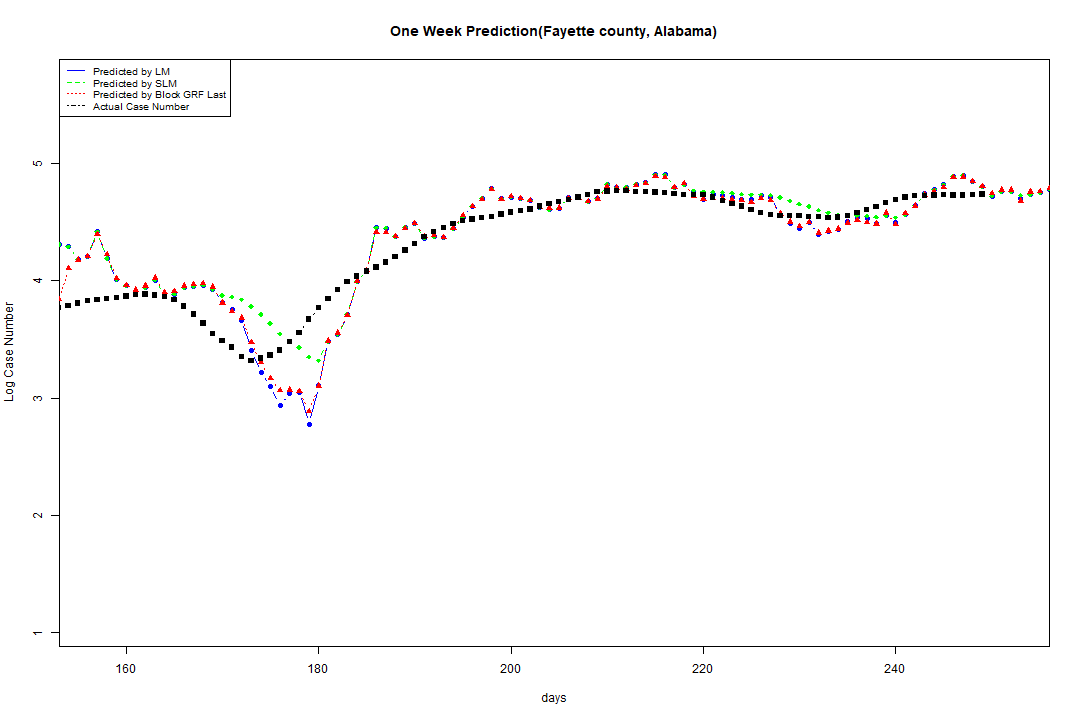 One Week Prediction(Fayette county, Alabama)
Predicted by LM
Predicted by SLM
Predicted by Block GRF Last
Actual Case Number
5
4
3
2
1
Log Case Number
160 180 200 220 240
days